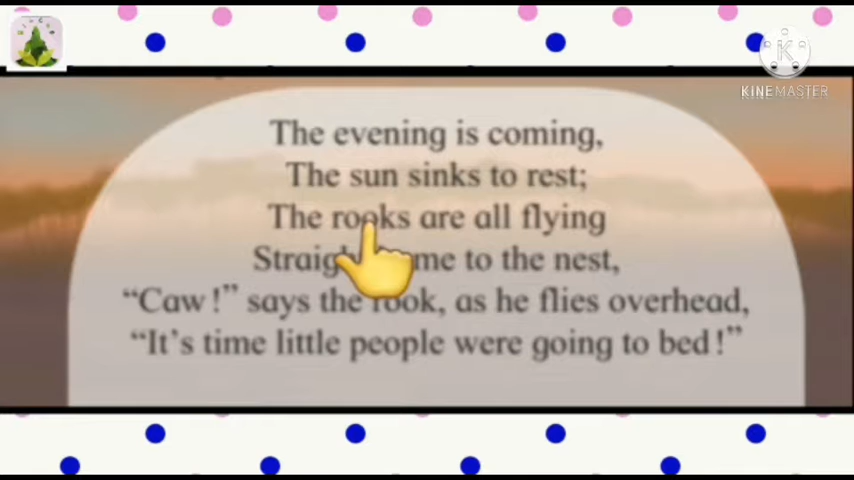 KINEMASTER
The evening is coming,
The sun sinks to rest;
The rooks are all flying
to the nest,
"Caw!" says the rook, as he flies overhead,
"It's time little people were going to bed!"